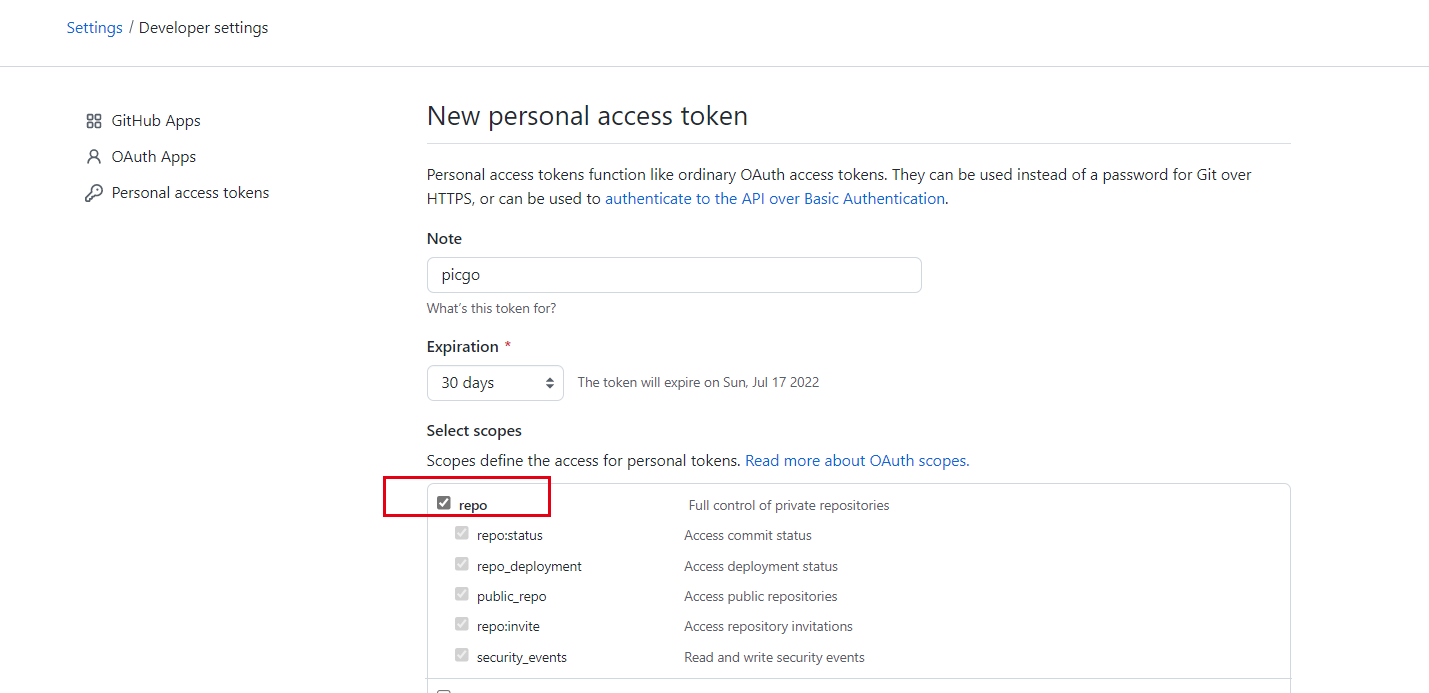 Settings / Developer settings
GitHub Apps
OAuth Apps
Personal access tokens
New personal access token
Personal access tokens function like ordinary OAuth access tokens. They can be used instead of a password for Git over
HTTPS, or can be used to authenticate to the API over Basic Authentication.
Note
picgo
What's this token for?
Expiration *
30 days The token will expire on Sun, Jul 17 2022
Select scopes
Scopes define the access for personal tokens. Read more about OAuth scopes.
repo Full control of private repositories
repo:status Access commit status
repo_deployment Access deployment status
public_repo Access public repositories
repo:invite Access repository invitations
security_events Read and write security events